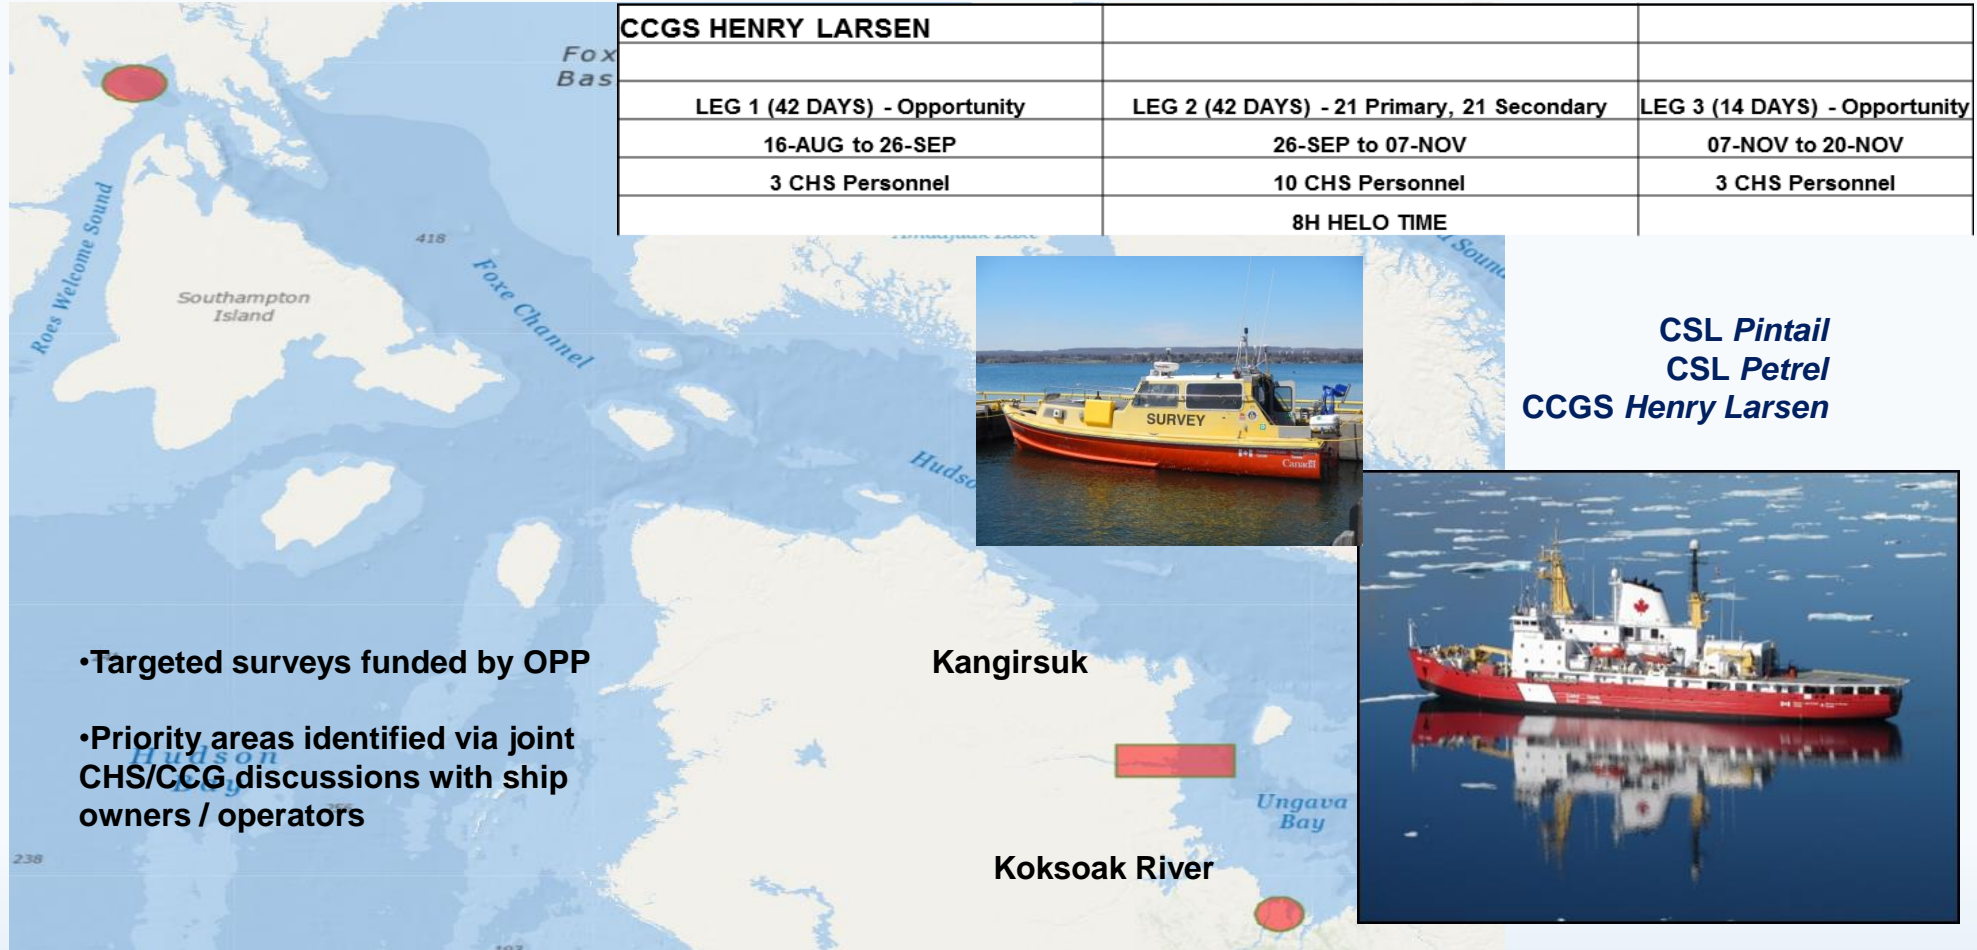 CCGS HENRY LARSEN
LEG 1 (42 DAYS) - Opportunity
LEG 2 (42 DAYS) - 21 Primary, 21 Secondary
LEG 3 (14 DAYS) - Opportunity
16-AUG to 26-SEP
26-SEP to 07-NOV
07-NOV to 20-NOV
3 CHS Personnel
10 CHS Personnel
3 CHS Personnel
8H HELO TIME
Fox
Bas
418
Roes Welcome Sound
Southampton
Island
Foxe Channel
Sound
Hudso
SURVEY
Canada
CSL Pintail
CSL Petrel
CCGS Henry Larsen
•Targeted surveys funded by OPP
•Priority areas identified via joint
CHS/CCG discussions with ship
owners / operators
Hudson
Bay
238
Kangirsuk
Ungava
Bay
Koksoak River